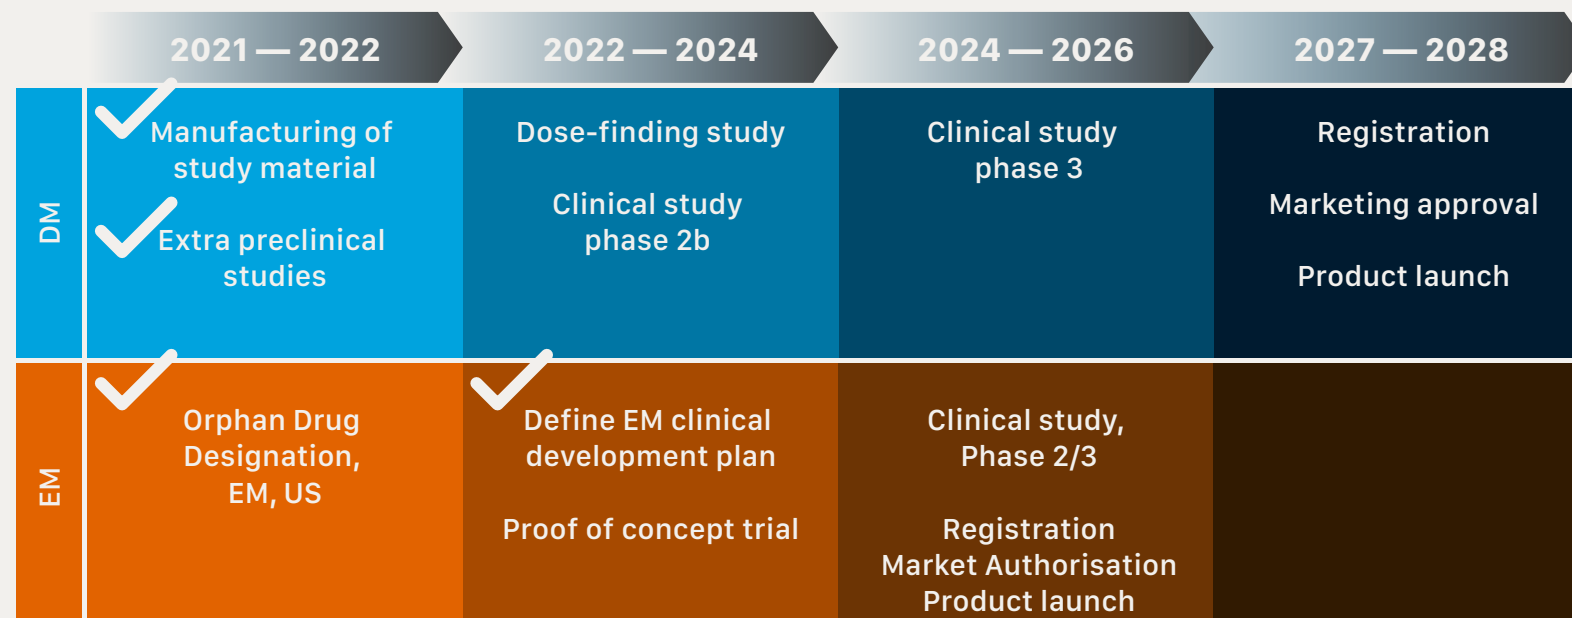 2021 — 2022
2022 — 2024
2024 — 2026
2027 — 2028
DM
Manufacturing of
study material
Extra preclinical
studies
Dose-finding study
Clinical study
phase 2b
Clinical study
phase 3
Registration
Marketing approval
Product launch
EM
Orphan Drug
Designation,
EM, US
Define EM clinical
development plan
Proof of concept trial
Clinical study,
Phase 2/3
Registration
Market Authorisation
Product launch